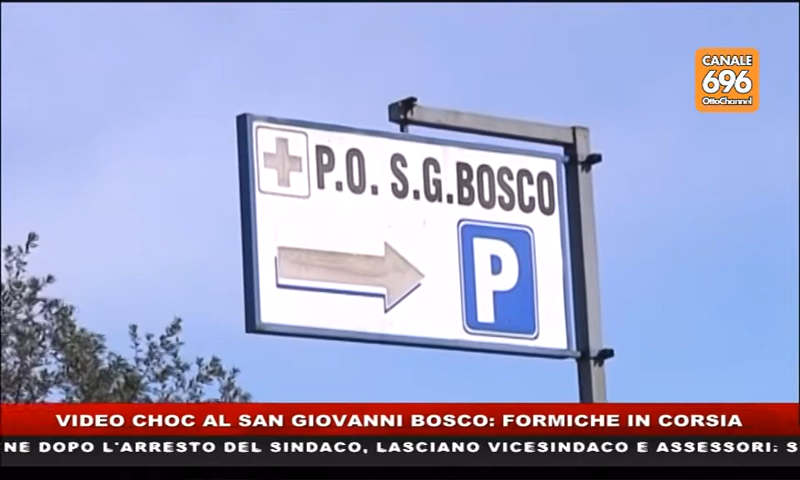 CANALE
696
OttoChannel
P.O. S.G.BOSCO
P
VIDEO CHOC AL SAN GIOVANNI BOSCO: FORMICHE IN CORSIA
NE DOPO L'ARRESTO DEL SINDACO, LASCIANO VICESINDACO E ASSESSORI: S